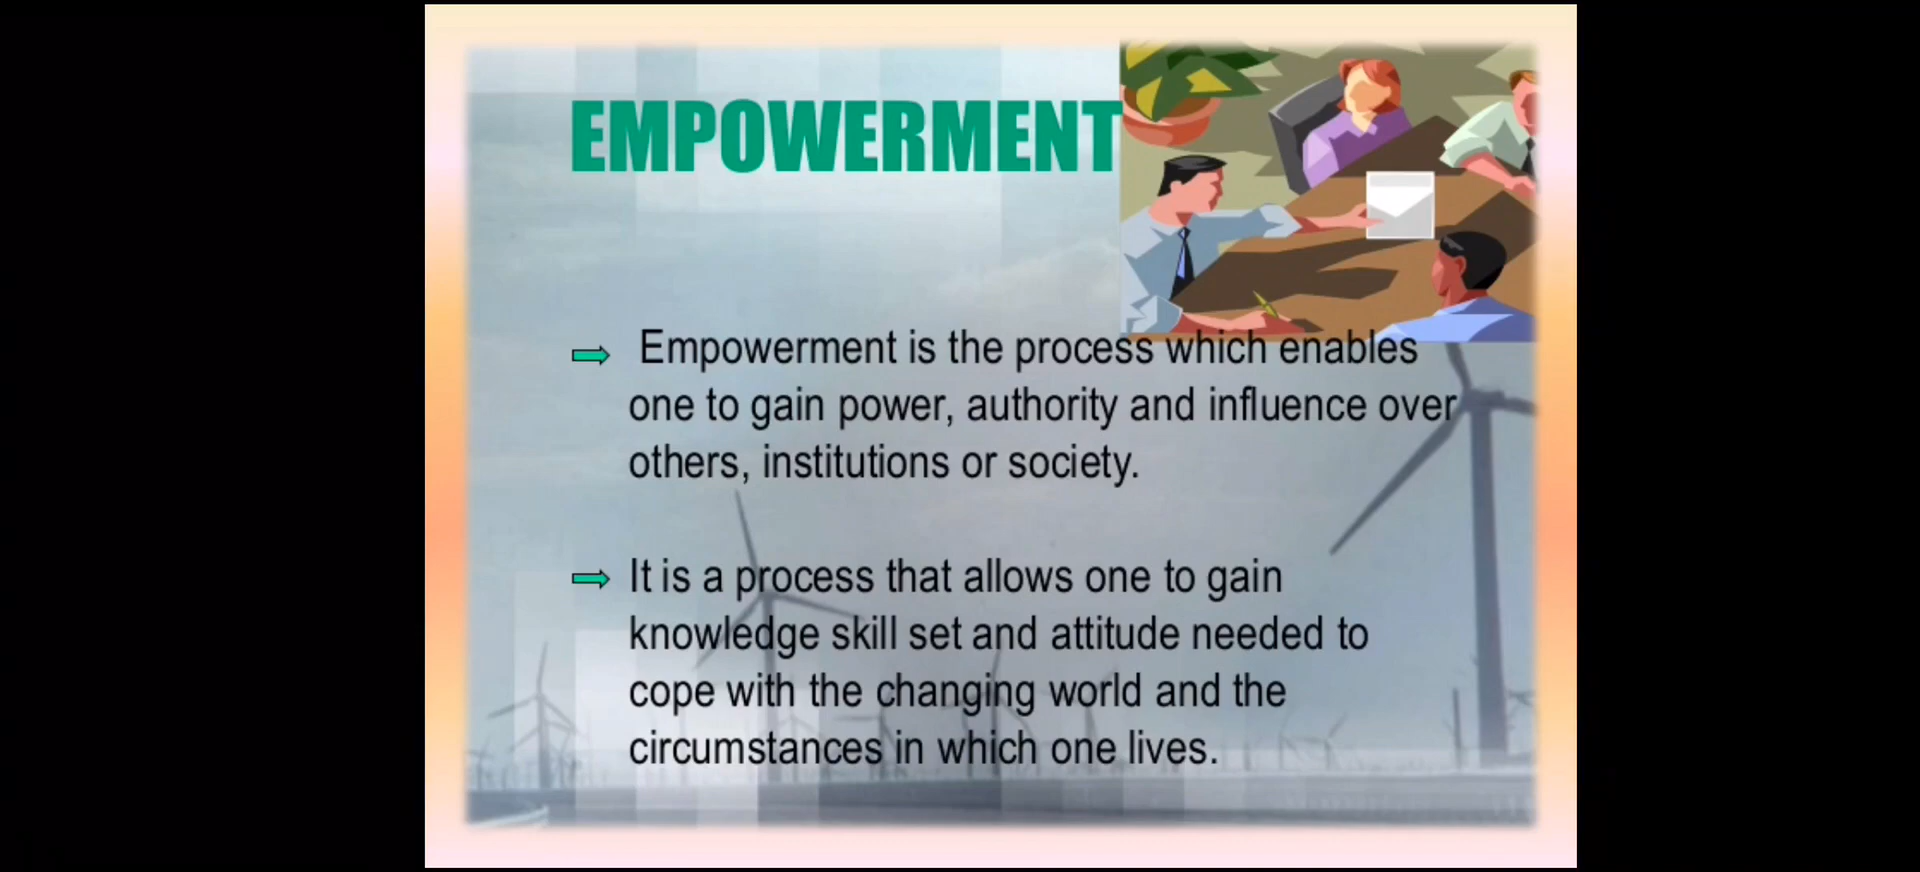 EMPOWERMENT
Empowerment is the process which enables
one to gain power, authority and influence over
others, institutions or society.
It is a process that allows one to gain
knowledge skill set and attitude needed to
cope with the changing world and the
circumstances in which one lives.